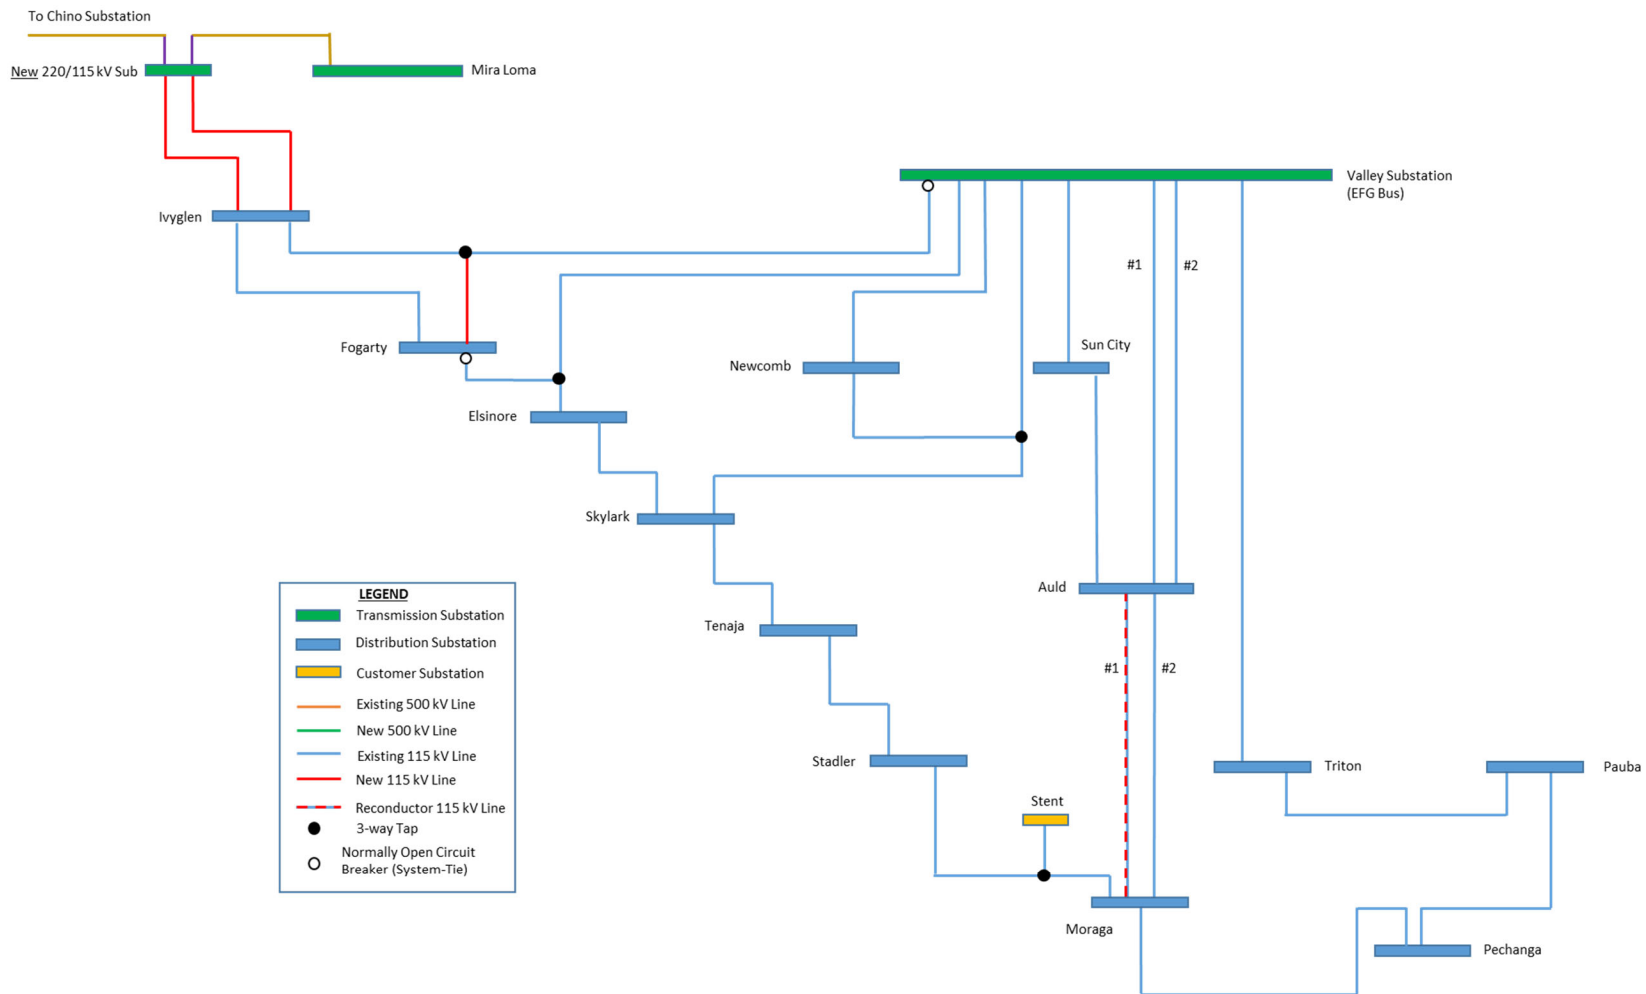 To Chino Substation
New 220/115 kV Sub
Mira Loma
Valley Substation
(EFG Bus)
Ivyglen
#1
#2
Fogarty
Sun City
Newcomb
Elsinore
Skylark
Auld
LEGEND
Transmission Substation
Distribution Substation
Customer Substation
Existing 500 kV Line
New 500 kV Line
Existing 115 kV Line
New 115 kV Line
Reconductor 115 kV Line
3-way Tap
Normally Open Circuit
Breaker (System-Tie)
Tenaja
#1
#2
Stadler
Triton
Pauba
Stent
Moraga
Pechanga